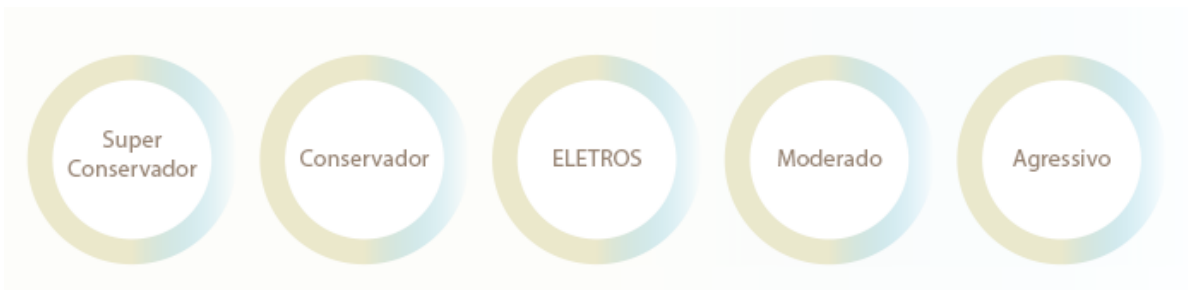 Super
Conservador
Conservador
ELETROS
Moderado
Agressivo